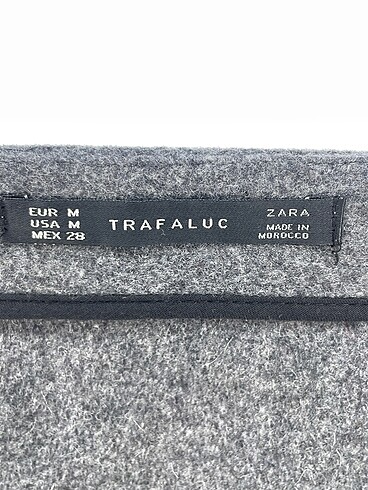 EUR M
USA M
MEX 28
TRAFALUC
ZARA
MADE IN
MOROCCO